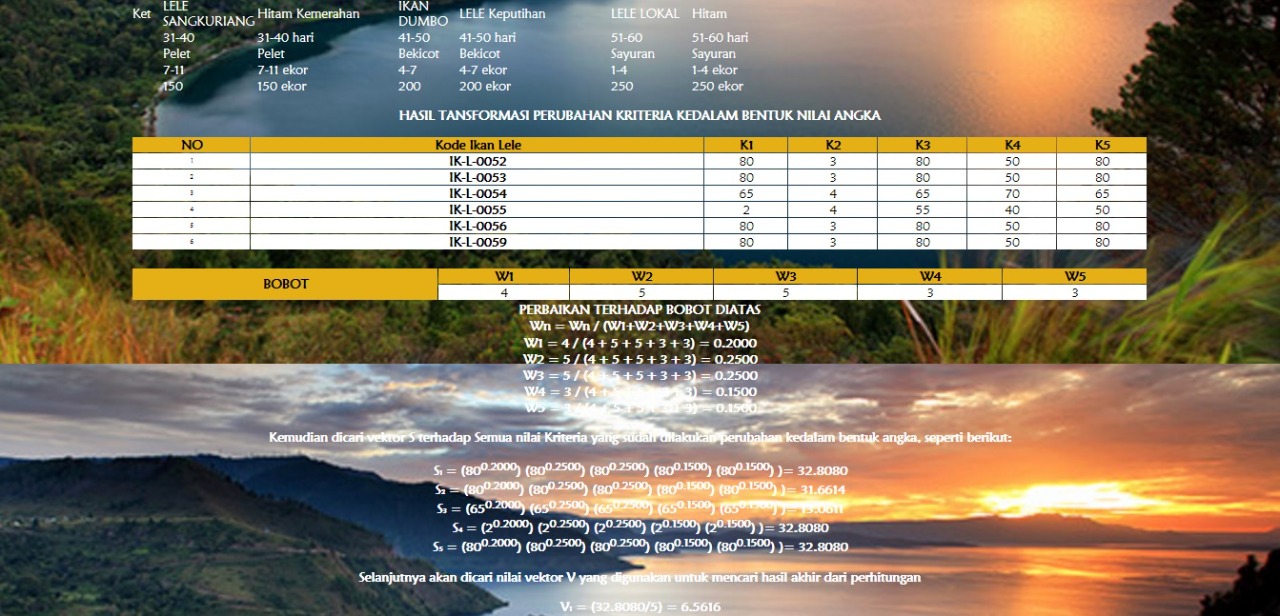 Ket LELE SANGKURIANG Hitam Kemerahan IKAN DUMBO LELE Keputihan LELE LOKAL Hitam
31-40 31-40 hari 41-50 41-50 hari 51-60 51-60 hari
Pelet Pelet Bekicot Bekicot Sayuran Sayuran
7-11 7-11 ekor 4-7 4-7 ekor 1-4 1-4 ekor
150 150 ekor 200 200 ekor 250 250 ekor
HASIL TANSFORMASI PERUBAHAN KRITERIA KEDALAM BENTUK NILAI ANGKA
NO Kode Ikan Lele K1 K2 K3 K4 K5
1 IK-L-0052 80 3 80 50 80
2 IK-L-0053 80 3 80 50 80
3 IK-L-0054 65 4 65 70 65
4 IK-L-0055 2 4 55 40 50
5 IK-L-0056 80 3 80 50 80
6 IK-L-0059 80 3 80 50 80
BOBOT W1 W2 W3 W4 W5
4 5 5 3 3
PERBAIKAN TERHADAP BOBOT DIATAS
Wn = Wn / (W1+W2+W3+W4+W5)
W1 = 4 / (4 + 5 + 5 + 3 + 3) = 0.2000
W2 = 5 / (4 + 5 + 5 + 3 + 3) = 0.2500
W3 = 5 / (4 + 5 + 5 + 3 + 3) = 0.2500
W4 = 3 / (4 + 5 + 5 + 3 + 3) = 0.1500
W5 = 3 / (4 + 5 + 5 + 3 + 3) = 0.1500
Kemudian dicari vektor S terhadap Semua nilai Kriteria yang sudah dilakukan perubahan kedalam bentuk angka, seperti berikut:
S₁ = (80^0.2000) (80^0.2500) (80^0.2500) (80^0.1500) (80^0.1500) )= 32.8080
S₂ = (80^0.2000) (80^0.2500) (80^0.2500) (80^0.1500) (80^0.1500) )= 31.6614
S₃ = (65^0.2000) (65^0.2500) (65^0.2500) (65^0.1500) (65^0.1500) )=
S₄ = (2^0.2000) (2^0.2500) (2^0.2500) (2^0.1500) (2^0.1500) )= 32.8080
S₅ = (80^0.2000) (80^0.2500) (80^0.2500) (80^0.1500) (80^0.1500) )= 32.8080
Selanjutnya akan dicari nilai vektor V yang digunakan untuk mencari hasil akhir dari perhitungan
V₁ = (32.8080/5) = 6.5616